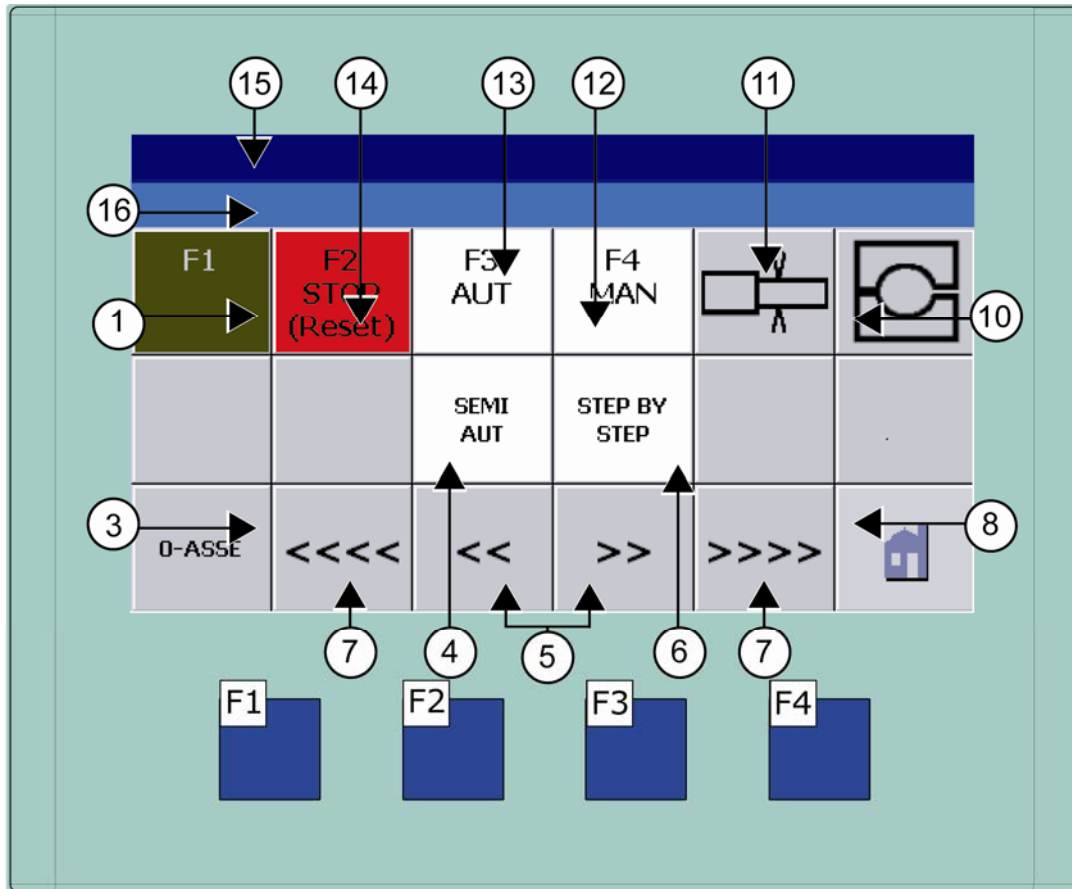 15
14
13
12
11
16
F1
F2
STOP
(Reset)
F3
AUT
F4
MAN
1
10
SEMI
AUT
STEP BY
STEP
3
0-ASSE
<<<<
<<
>>
>>>>
8
7
4
5
6
7
F1
F2
F3
F4